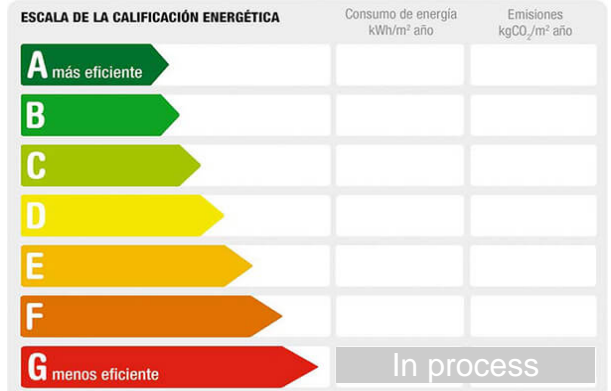 ESCALA DE LA CALIFICACIÓN ENERGÉTICA
Consumo de energía
kWh/m² año
Emisiones
kgCO₂/m² año
A más eficiente
B
C
D
E
F
G menos eficiente
In process